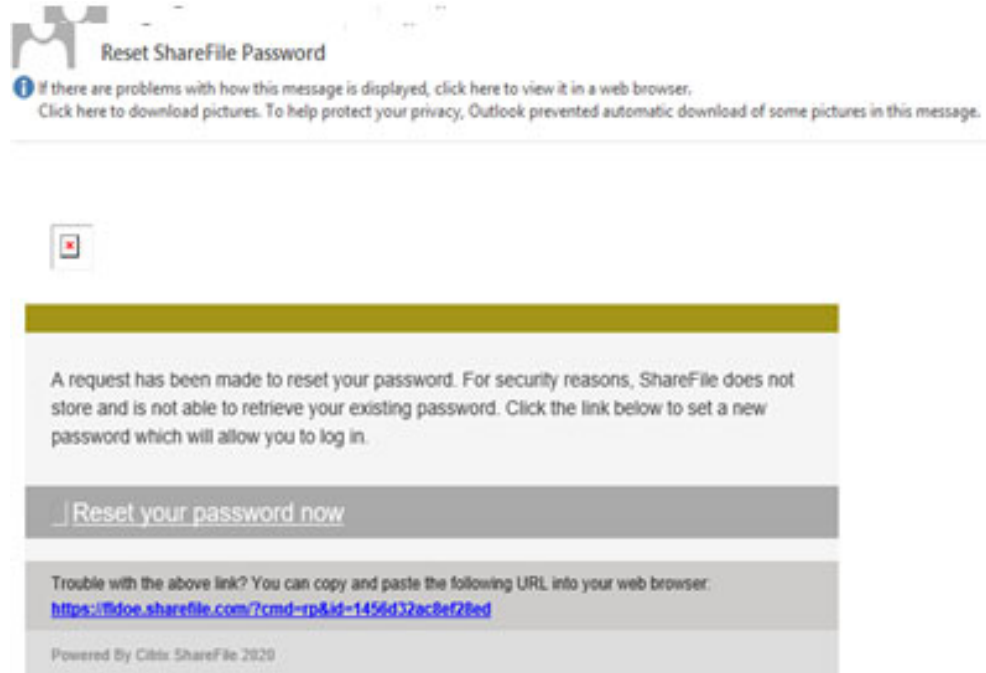 Reset ShareFile Password
If there are problems with how this message is displayed, click here to view it in a web browser.
Click here to download pictures. To help protect your privacy, Outlook prevented automatic download of some pictures in this message.
A request has been made to reset your password. For security reasons, ShareFile does not
store and is not able to retrieve your existing password. Click the link below to set a new
password which will allow you to log in.
Reset your password now
Trouble with the above link? You can copy and paste the following URL into your web browser:
https://fldoe.sharefile.com/?cmd=rp&id=1456d32ac8ef28ed
Powered By Citrix ShareFile 2020